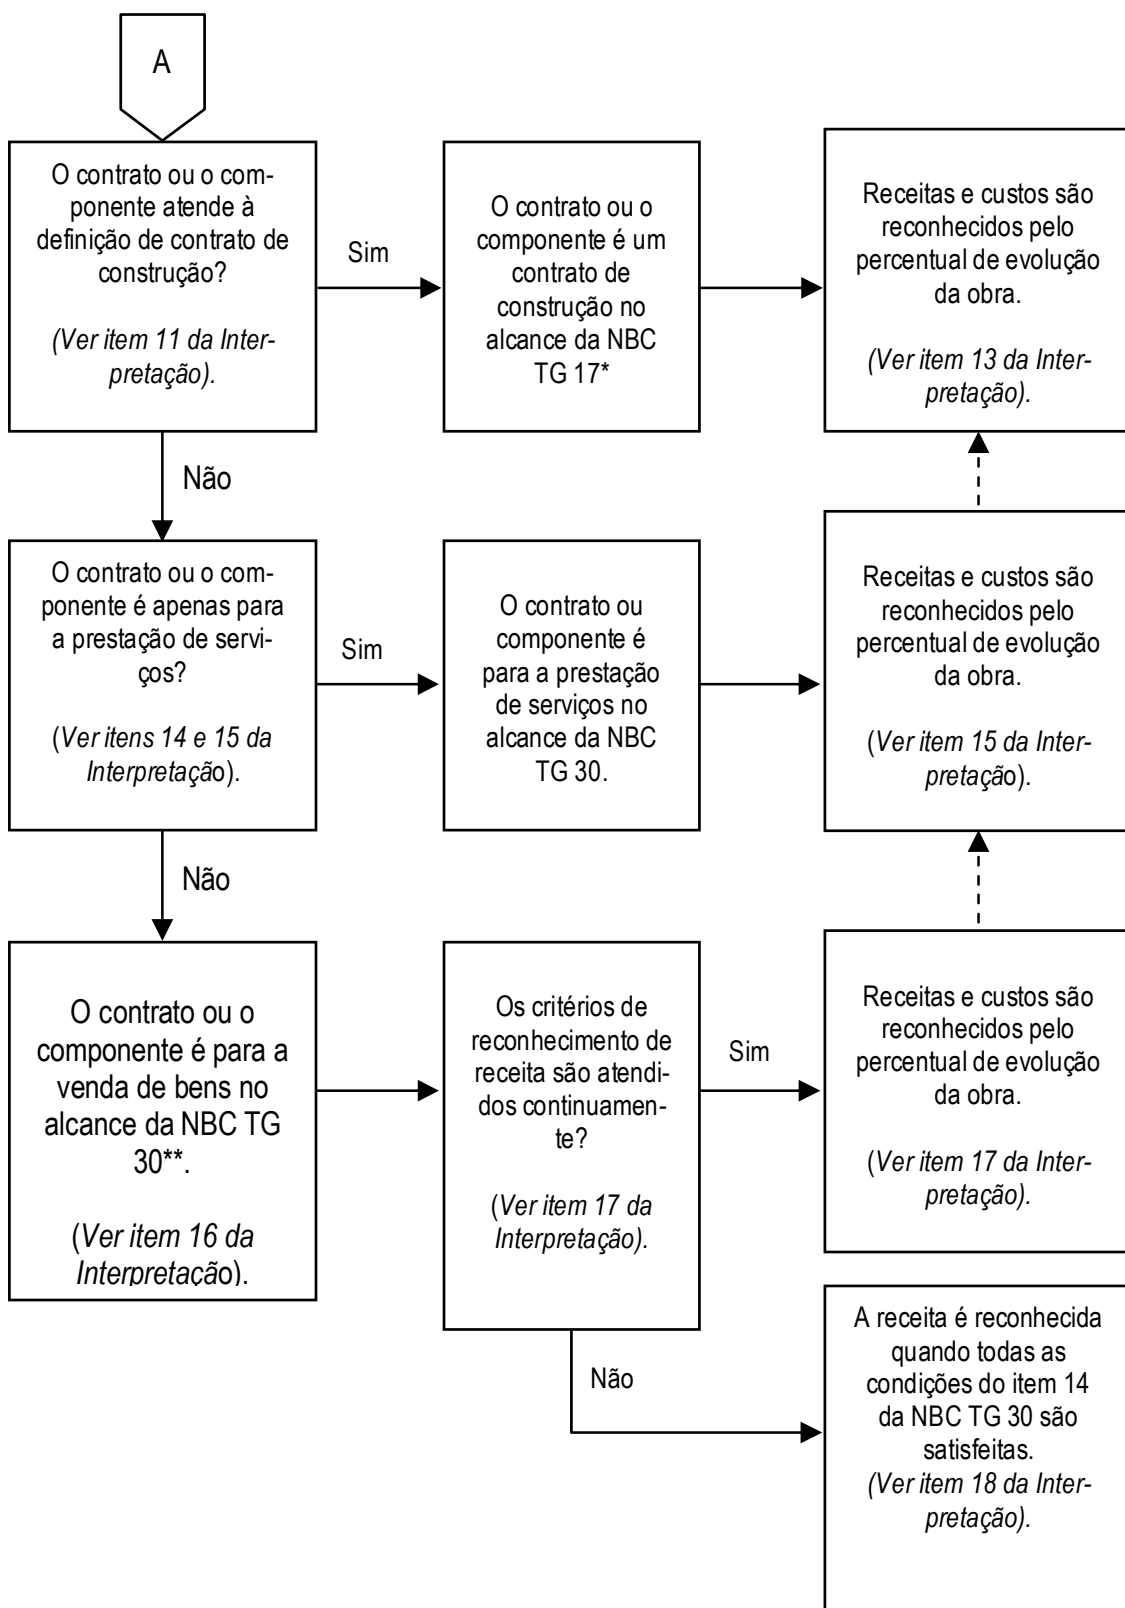 A
O contrato ou o com-
ponente atende à
definição de contrato de
construção?
(Ver item 11 da Inter-
pretação).
Sim
O contrato ou o
componente é um
contrato de
construção no
alcance da NBC
TG 17*
Receitas e custos são
reconhecidos pelo
percentual de evolução
da obra.
(Ver item 13 da Inter-
pretação).
Não
O contrato ou o com-
ponente é apenas para
a prestação de servi-
ços?
(Ver itens 14 e 15 da
Interpretação).
Sim
O contrato ou
componente é
para a prestação
de serviços no
alcance da NBC
TG 30.
Receitas e custos são
reconhecidos pelo
percentual de evolução
da obra.
(Ver item 15 da Inter-
pretação).
Não
O contrato ou o
componente é para a
venda de bens no
alcance da NBC TG
30**.
(Ver item 16 da
Interpretação).
Os critérios de
reconhecimento de
receita são atendi-
dos continuamen-
te?
(Ver item 17 da
Interpretação).
Sim
Receitas e custos são
reconhecidos pelo
percentual de evolução
da obra.
(Ver item 17 da Inter-
pretação).
Não
A receita é reconhecida
quando todas as
condições do item 14
da NBC TG 30 são
satisfeitas.
(Ver item 18 da Inter-
pretação).